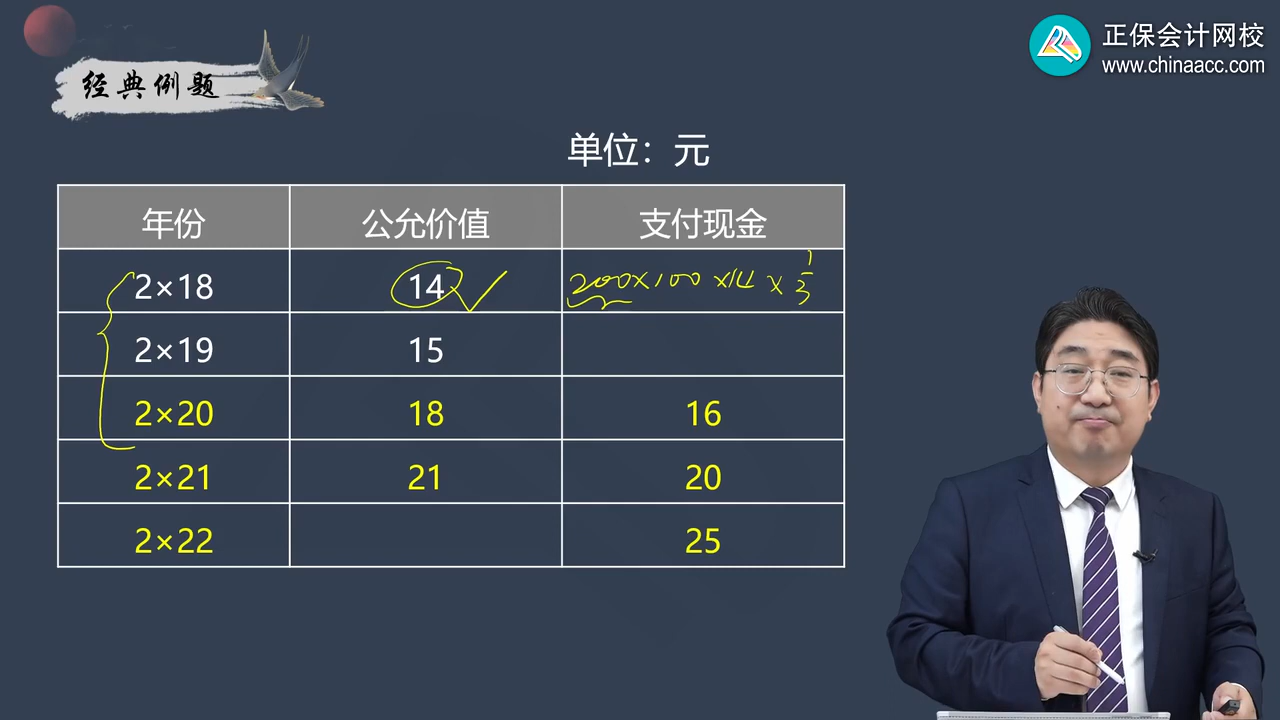 正保会计网校
www.chinaacc.com
经典例题
单位：元
年份 公允价值 支付现金
2×18 14 200×100×14×1/3
2×19 15
2×20 18 16
2×21 21 20
2×22 25